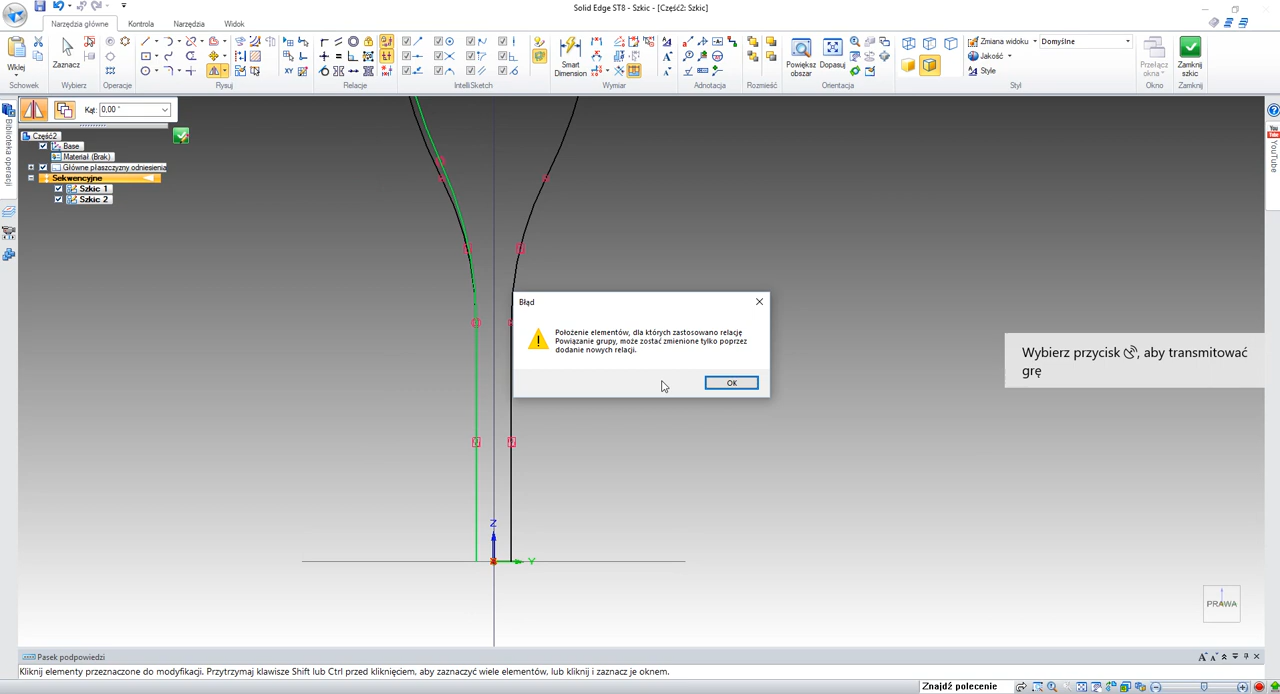 Solid Edge ST8 - Szkic - [Część2: Szkic]
Narzędzia główne
Kontrola
Narzędzia
Widok
Wklej
Zaznacz
Smart
Dimension
Powiększ
obszar
Dopasuj
Zmiana widoku
Domyślne
Jakość
Style
Przełącz
okna
Zamknij
szkic
Schowek
Wybierz
Operacje
Rysuj
Relacje
IntelliSketch
Wymiar
Adnotacja
Rozmieść
Orientacja
Styl
Okno
Zamknij
Kąt: 0,00 °
Biblioteka operacji
YouTube
Część2
Base
Materiał (Brak)
Główne płaszczyzny odniesienia
Sekwencyjne
Szkic 1
Szkic 2
Błąd
Położenie elementów, dla których zastosowano relację
Powiązanie grupy, może zostać zmienione tylko poprzez
dodanie nowych relacji.
OK
Wybierz przycisk , aby transmitować
grę
Z
Y
PRAWA
Pasek podpowiedzi
Kliknij elementy przeznaczone do modyfikacji. Przytrzymaj klawisze Shift lub Ctrl przed kliknięciem, aby zaznaczyć wiele elementów, lub kliknij i zaznacz je oknem.
Znajdź polecenie